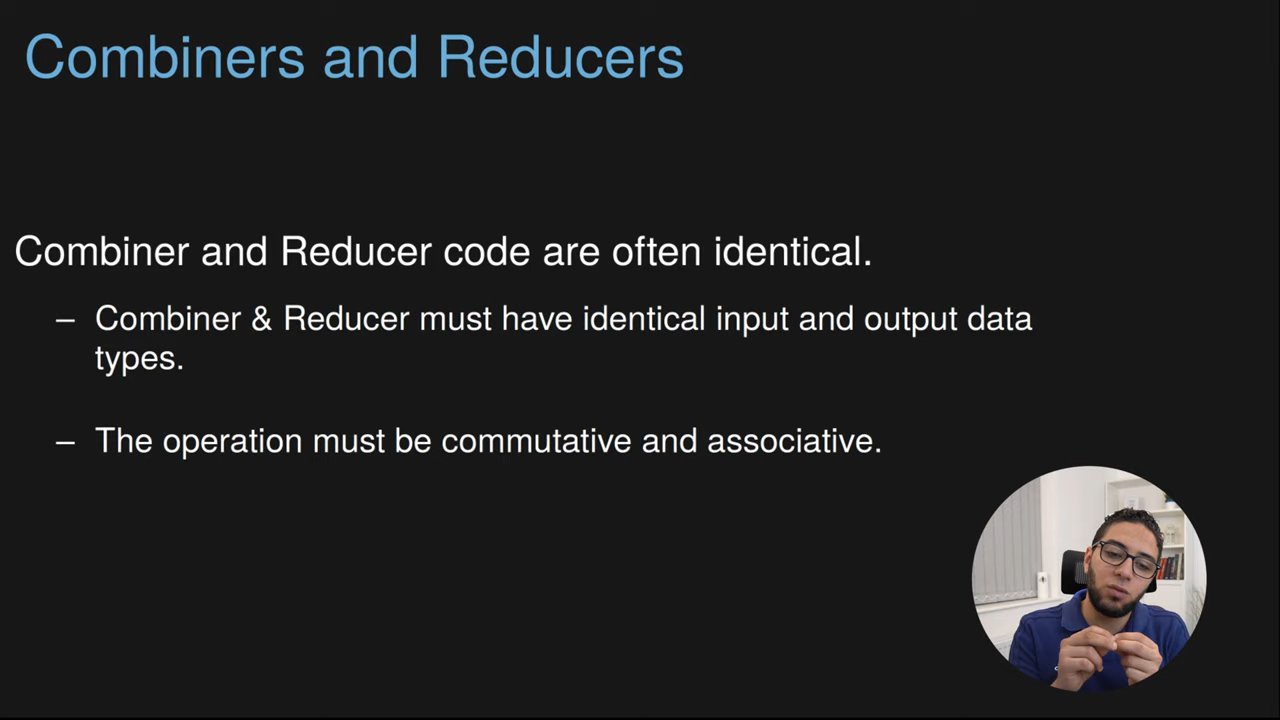 Combiners and Reducers
Combiner and Reducer code are often identical.
– Combiner & Reducer must have identical input and output data
types.
– The operation must be commutative and associative.